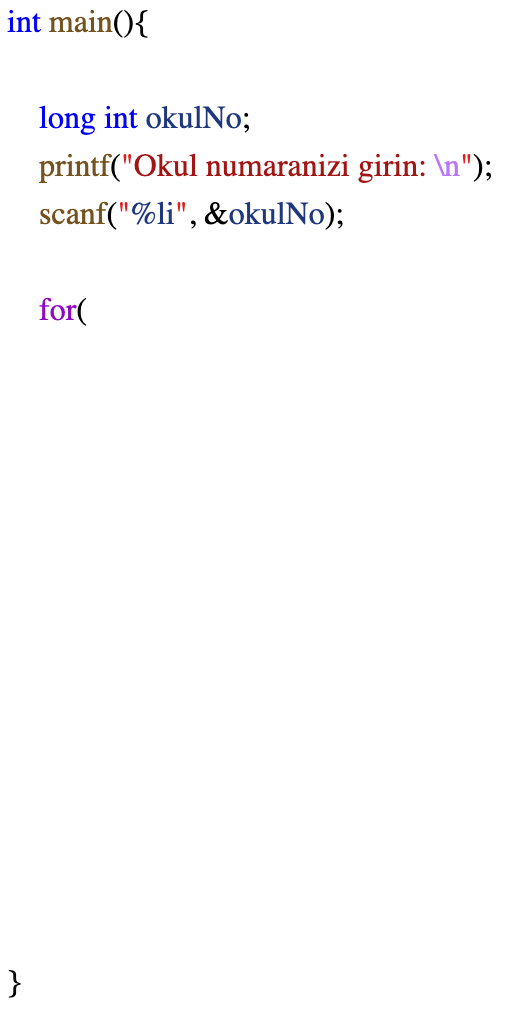 int main(){
long int okulNo;
printf("Okul numaranizi girin: \n");
scanf("%li", &okulNo);
for(
}